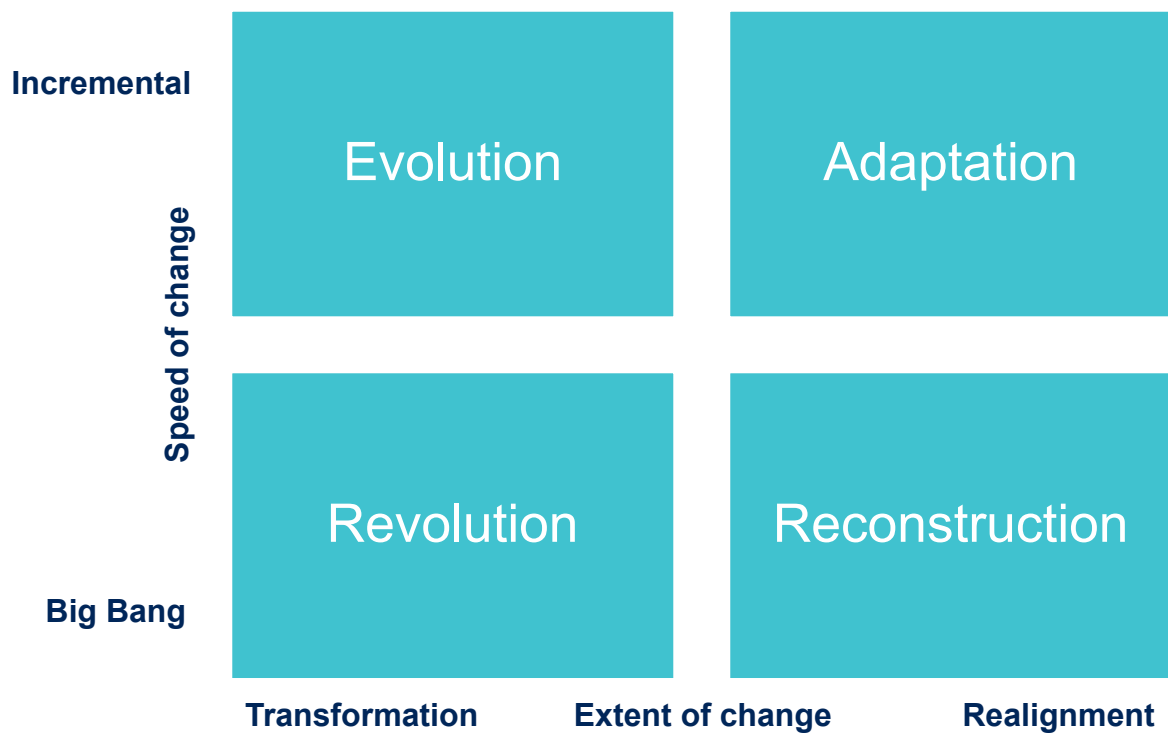 Incremental
Evolution
Adaptation
Speed of change
Revolution
Reconstruction
Big Bang
Transformation
Extent of change
Realignment